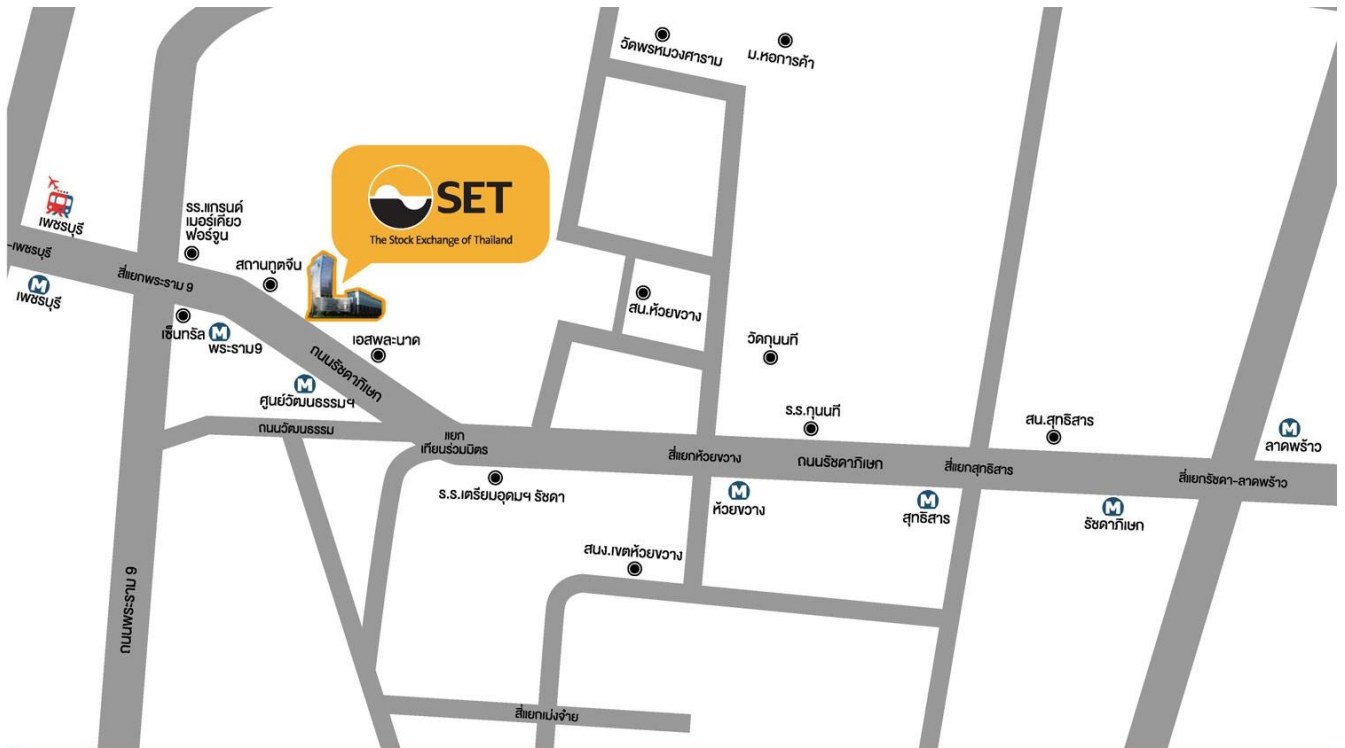 วัดพรหมวงศาราม
ม.หอการค้า
SET
The Stock Exchange of Thailand
เพชรบุรี
รร.แกรนด์
เมอร์เคียว
ฟอร์จูน
-เพชรบุรี
สี่แยกพระราม 9
สถานทูตจีน
M
เพชรบุรี
เซ็นทรัล
M
พระราม9
ถนนรัชดาภิเษก
เอสพละนาด
สน.ห้วยขวาง
วัดกุนนที
M
ศูนย์วัฒนธรรมฯ
ถนนวัฒนธรรม
แยก
เทียนร่วมมิตร
ร.ร.กุนนที
สน.สุทธิสาร
M
ลาดพร้าว
สี่แยกห้วยขวาง
ถนนรัชดาภิเษก
สี่แยกสุทธิสาร
สี่แยกรัชดา-ลาดพร้าว
ร.ร.เตรียมอุดมฯ รัชดา
M
ห้วยขวาง
M
สุทธิสาร
M
รัชดาภิเษก
สนง.เขตห้วยขวาง
ถนนพระราม 9
สี่แยกเม่งจ๋าย